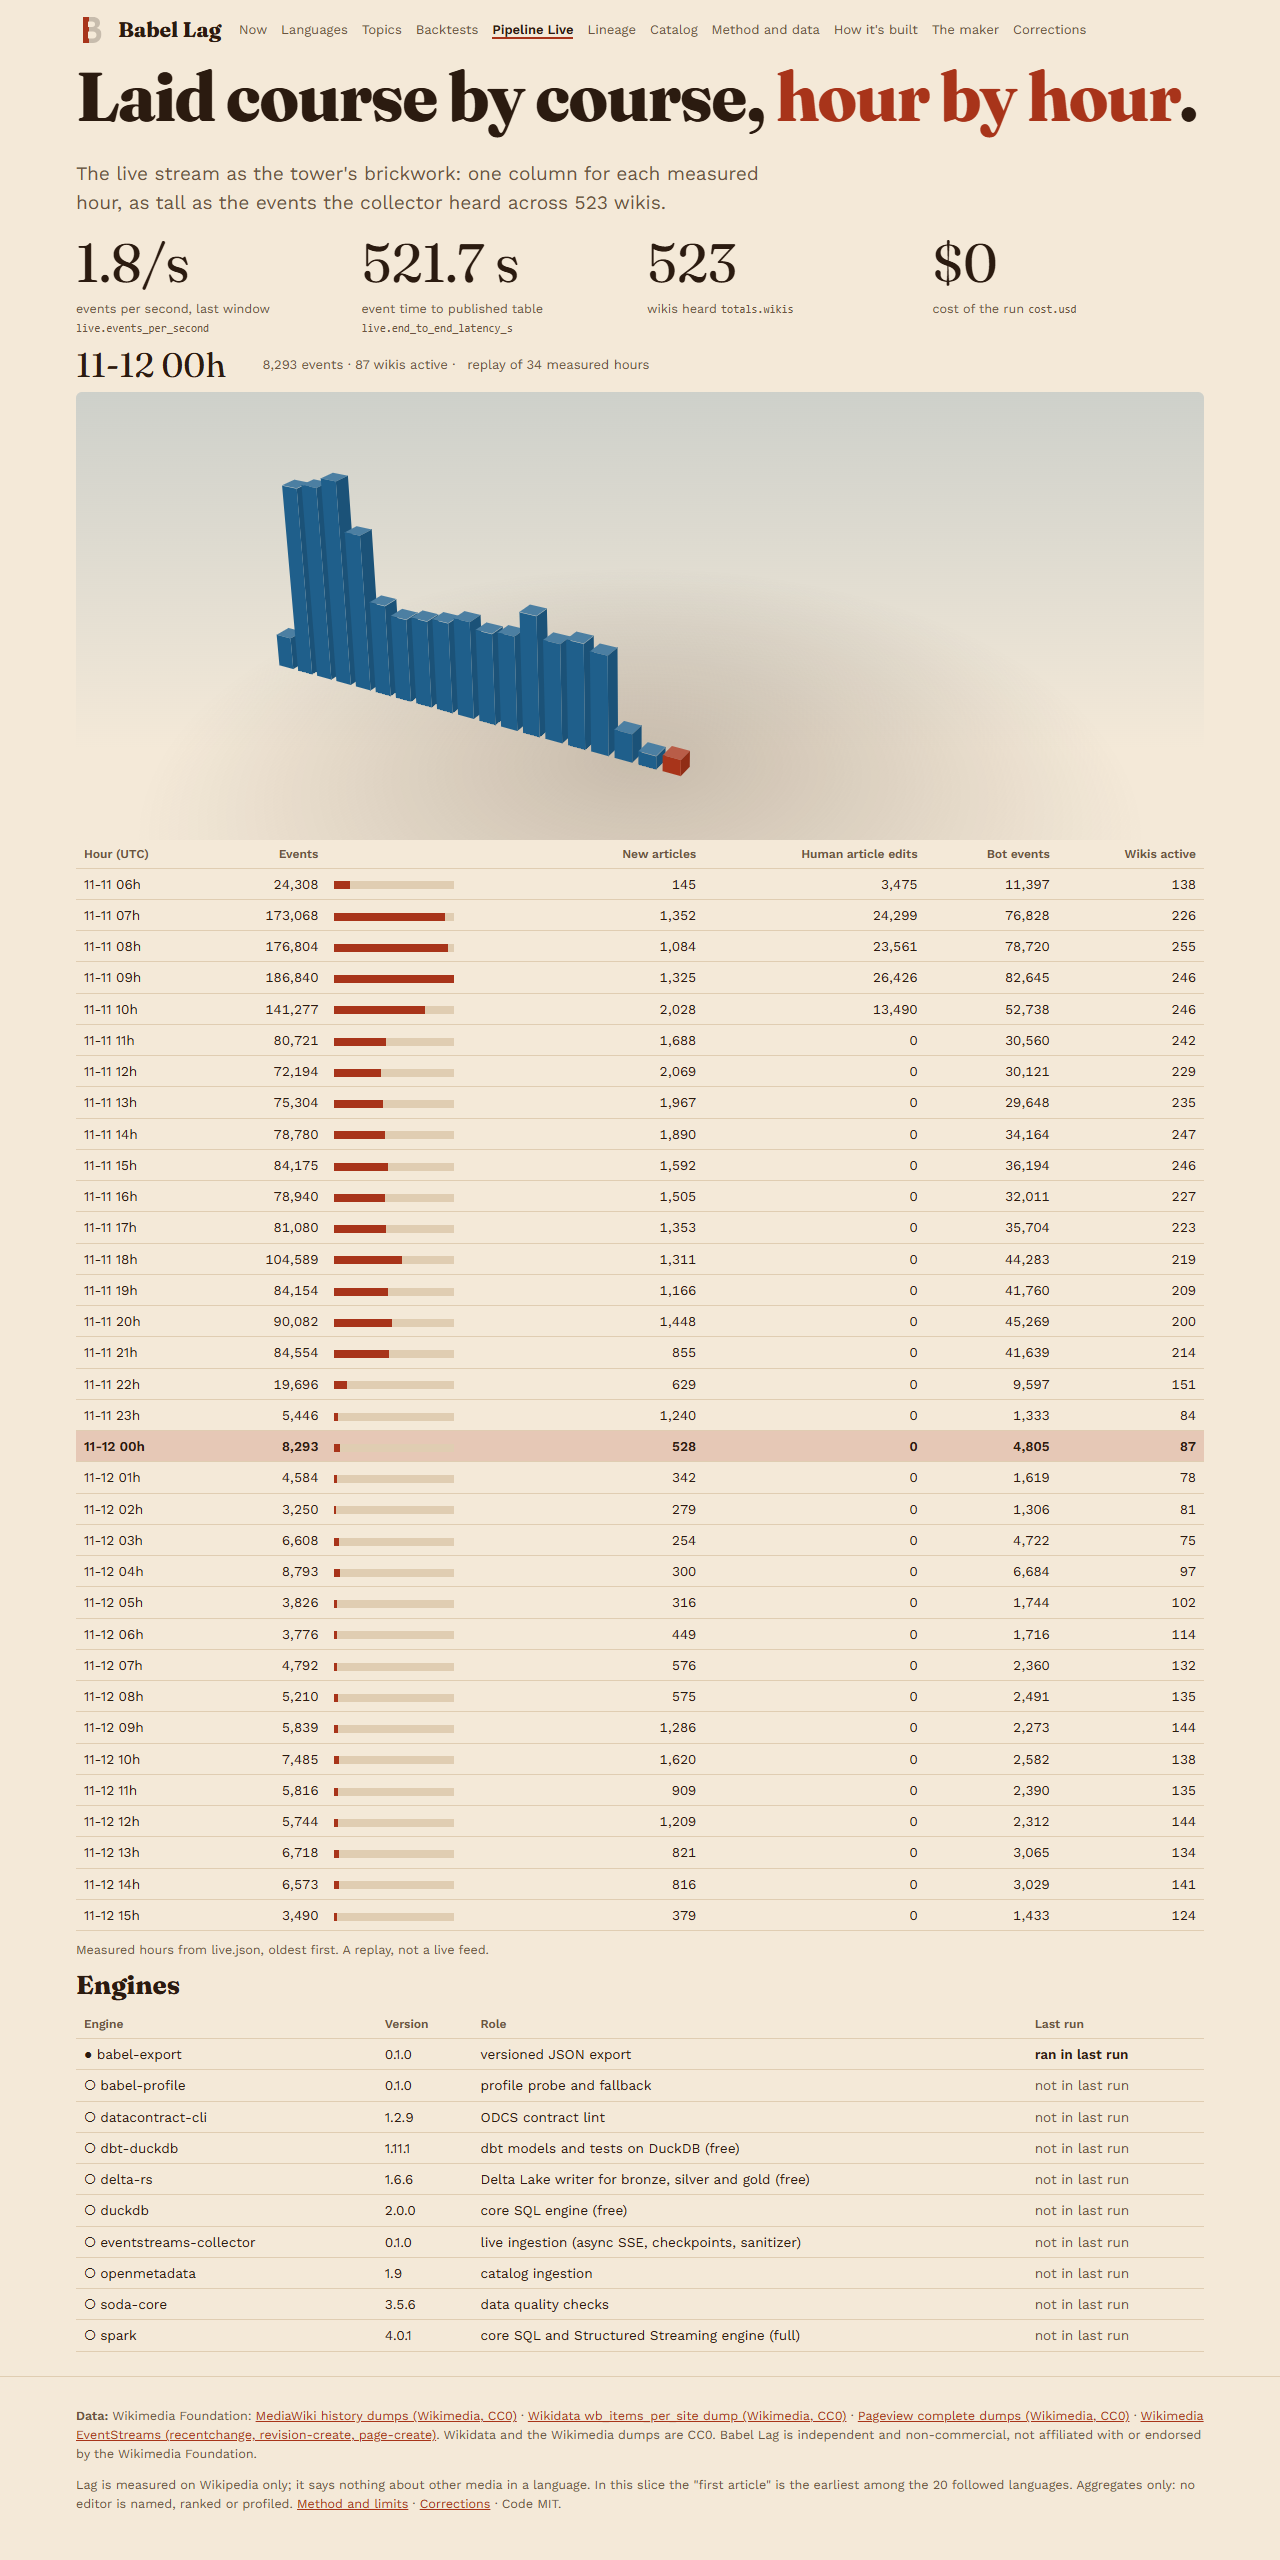 B Babel Lag Now Languages Topics Backtests Pipeline Live Lineage Catalog Method and data How it's built The maker Corrections
Laid course by course, hour by hour.
The live stream as the tower's brickwork: one column for each measured
hour, as tall as the events the collector heard across 523 wikis.
1.8/s 521.7 s 523 $0
events per second, last window event time to published table wikis heard totals.wikis cost of the run cost.usd
live.events_per_second live.end_to_end_latency_s
11-12 00h 8,293 events · 87 wikis active · replay of 34 measured hours
Hour (UTC) Events New articles Human article edits Bot events Wikis active
11-11 06h 24,308 145 3,475 11,397 138
11-11 07h 173,068 1,352 24,299 76,828 226
11-11 08h 176,804 1,084 23,561 78,720 255
11-11 09h 186,840 1,325 26,426 82,645 246
11-11 10h 141,277 2,028 13,490 52,738 246
11-11 11h 80,721 1,688 0 30,560 242
11-11 12h 72,194 2,069 0 30,121 229
11-11 13h 75,304 1,967 0 29,648 235
11-11 14h 78,780 1,890 0 34,164 247
11-11 15h 84,175 1,592 0 36,194 246
11-11 16h 78,940 1,505 0 32,011 227
11-11 17h 81,080 1,353 0 35,704 223
11-11 18h 104,589 1,311 0 44,283 219
11-11 19h 84,154 1,166 0 41,760 209
11-11 20h 90,082 1,448 0 45,269 200
11-11 21h 84,554 855 0 41,639 214
11-11 22h 19,696 629 0 9,597 151
11-11 23h 5,446 1,240 0 1,333 84
11-12 00h 8,293 528 0 4,805 87
11-12 01h 4,584 342 0 1,619 78
11-12 02h 3,250 279 0 1,306 81
11-12 03h 6,608 254 0 4,722 75
11-12 04h 8,793 300 0 6,684 97
11-12 05h 3,826 316 0 1,744 102
11-12 06h 3,776 449 0 1,716 114
11-12 07h 4,792 576 0 2,360 132
11-12 08h 5,210 575 0 2,491 135
11-12 09h 5,839 1,286 0 2,273 144
11-12 10h 7,485 1,620 0 2,582 138
11-12 11h 5,816 909 0 2,390 135
11-12 12h 5,744 1,209 0 2,312 144
11-12 13h 6,718 821 0 3,065 134
11-12 14h 6,573 816 0 3,029 141
11-12 15h 3,490 379 0 1,433 124
Measured hours from live.json, oldest first. A replay, not a live feed.
Engines
Engine Version Role Last run
● babel-export 0.1.0 versioned JSON export ran in last run
○ babel-profile 0.1.0 profile probe and fallback not in last run
○ datacontract-cli 1.2.9 ODCS contract lint not in last run
○ dbt-duckdb 1.11.1 dbt models and tests on DuckDB (free) not in last run
○ delta-rs 1.6.6 Delta Lake writer for bronze, silver and gold (free) not in last run
○ duckdb 2.0.0 core SQL engine (free) not in last run
○ eventstreams-collector 0.1.0 live ingestion (async SSE, checkpoints, sanitizer) not in last run
○ openmetadata 1.9 catalog ingestion not in last run
○ soda-core 3.5.6 data quality checks not in last run
○ spark 4.0.1 core SQL and Structured Streaming engine (full) not in last run
Data: Wikimedia Foundation: MediaWiki history dumps (Wikimedia, CC0) · Wikidata wb_items_per_site dump (Wikimedia, CC0) · Pageview complete dumps (Wikimedia, CC0) · Wikimedia
EventStreams (recentchange, revision-create, page-create). Wikidata and the Wikimedia dumps are CC0. Babel Lag is independent and non-commercial, not affiliated with or endorsed
by the Wikimedia Foundation.
Lag is measured on Wikipedia only; it says nothing about other media in a language. In this slice the "first article" is the earliest among the 20 followed languages. Aggregates only: no
editor is named, ranked or profiled. Method and limits · Corrections · Code MIT.